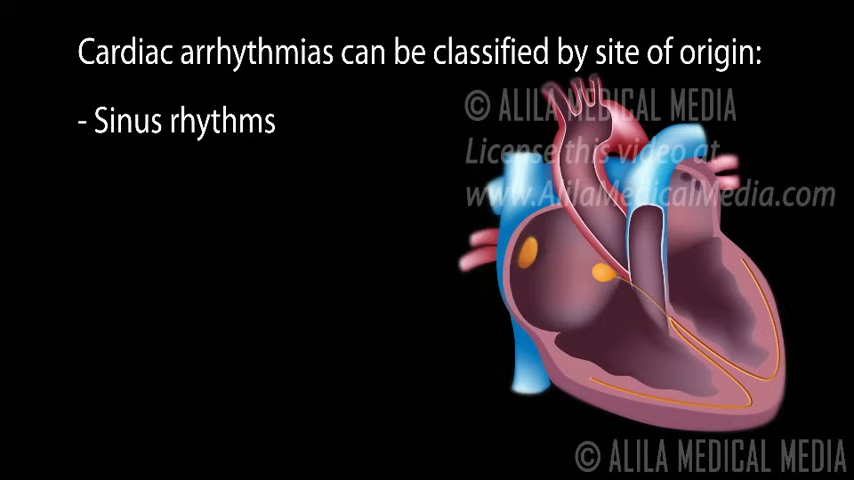 Cardiac arrhythmias can be classified by site of origin:
- Sinus rhythms
© ALILA MEDICAL MEDIA
License this video at
www.AlilaMedicalMedia.com
© ALILA MEDICAL MEDIA